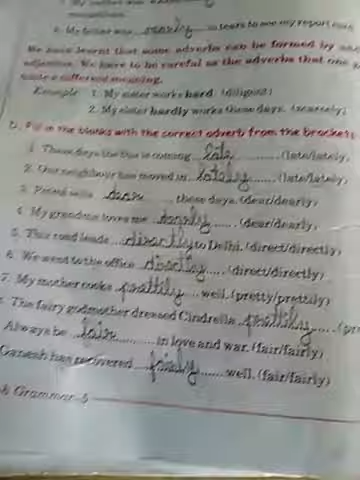 2. My father was nearly in tears to see my report
We have learnt that some adverbs can be formed by
adjective. We have to be careful as the adverbs that
quite a different meaning.
Example 1. My sister works hard. (diligent)
2. My sister hardly works these days. (scarcely)
D. Fill in the blanks with the correct adverb from the brackets
1. These days the bus is coming late (late/lately)
2. Our neighbour has moved in lately (late/lately)
3. dear these days. (dear/dearly)
4. My grandma loves me dearly (dear/dearly)
5. This road leads directly to Delhi. (direct/directly)
6. We went to the office directly (direct/directly)
7. My mother cooks prettily well. (pretty/prettily)
The fairy godmother dressed Cindrella prettily (pr
Always be fair in love and war. (fair/fairly)
Ganesh has recovered fairly well. (fair/fairly)
& Grammar-5